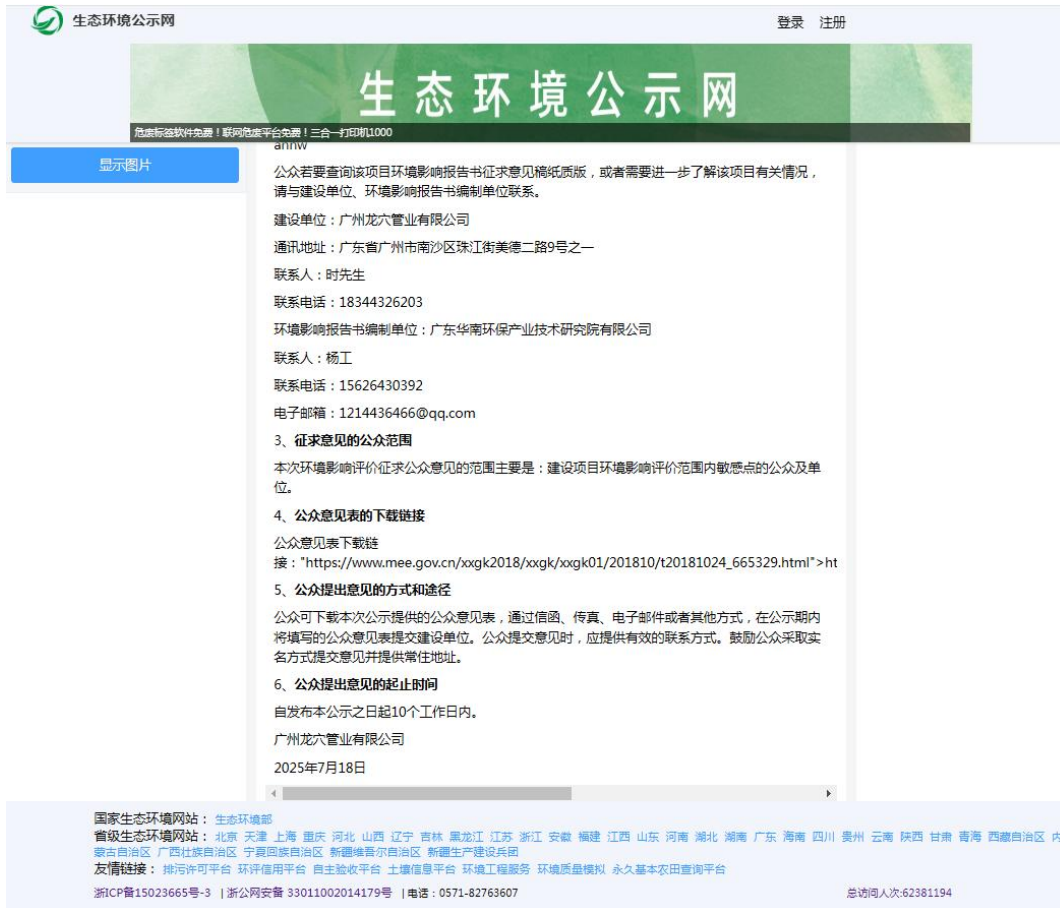 生态环境公示网
登录 注册
生态环境公示网
危废标签软件免费！联网危废平台免费！三合一打印机1000
显示图片
annw
公众若要查询该项目环境影响报告书征求意见稿纸质版，或者需要进一步了解该项目有关情况，
请与建设单位、环境影响报告书编制单位联系。
建设单位：广州龙穴管业有限公司
通讯地址：广东省广州市南沙区珠江街美德二路9号之一
联系人：时先生
联系电话：18344326203
环境影响报告书编制单位：广东华南环保产业技术研究院有限公司
联系人：杨工
联系电话：15626430392
电子邮箱：1214436466@qq.com
3、征求意见的公众范围
本次环境影响评价征求公众意见的范围主要是：建设项目环境影响评价范围内敏感点的公众及单
位。
4、公众意见表的下载链接
公众意见表下载链
接："https://www.mee.gov.cn/xxgk2018/xxgk/xxgk01/201810/t20181024_665329.html">ht
5、公众提出意见的方式和途径
公众可下载本次公示提供的公众意见表，通过信函、传真、电子邮件或者其他方式，在公示期内
将填写的公众意见表提交建设单位。公众提交意见时，应提供有效的联系方式。鼓励公众采取实
名方式提交意见并提供常住地址。
6、公众提出意见的起止时间
自发布本公示之日起10个工作日内。
广州龙穴管业有限公司
2025年7月18日
国家生态环境网站： 生态环境部
省级生态环境网站： 北京 天津 上海 重庆 河北 山西 辽宁 吉林 黑龙江 江苏 浙江 安徽 福建 江西 山东 河南 湖北 湖南 广东 海南 四川 贵州 云南 陕西 甘肃 青海 西藏自治区 内
蒙古自治区 广西壮族自治区 宁夏回族自治区 新疆维吾尔自治区 新疆生产建设兵团
友情链接： 排污许可平台 环评信用平台 自主验收平台 土壤信息平台 环境工程服务 环境质量模拟 永久基本农田查询平台
浙ICP备15023665号-3 | 浙公网安备 33011002014179号 | 电话：0571-82763607
总访问人次:62381194